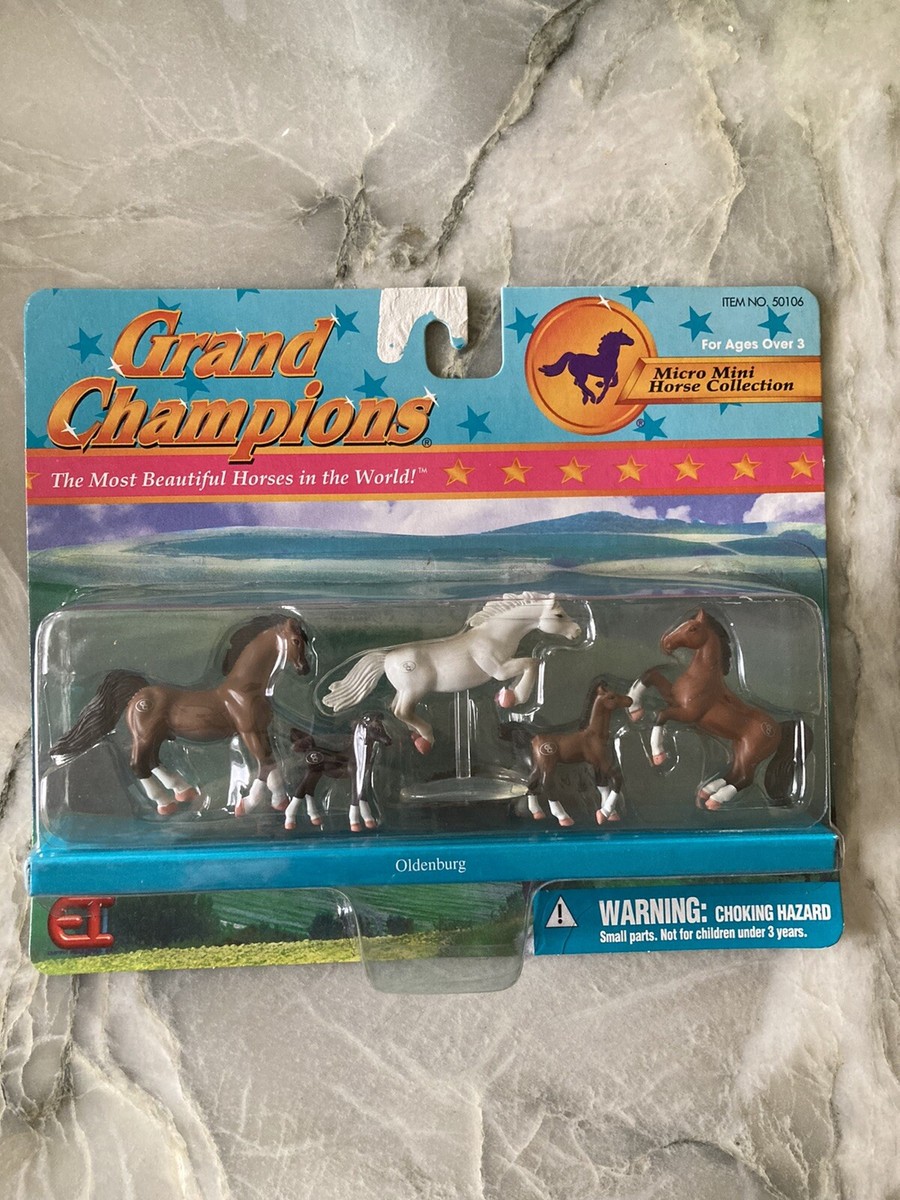 Grand
Champions®
The Most Beautiful Horses in the World!™
ITEM NO. 50106
For Ages Over 3
Micro Mini
Horse Collection
®
Oldenburg
EI
⚠ WARNING: CHOKING HAZARD
Small parts. Not for children under 3 years.